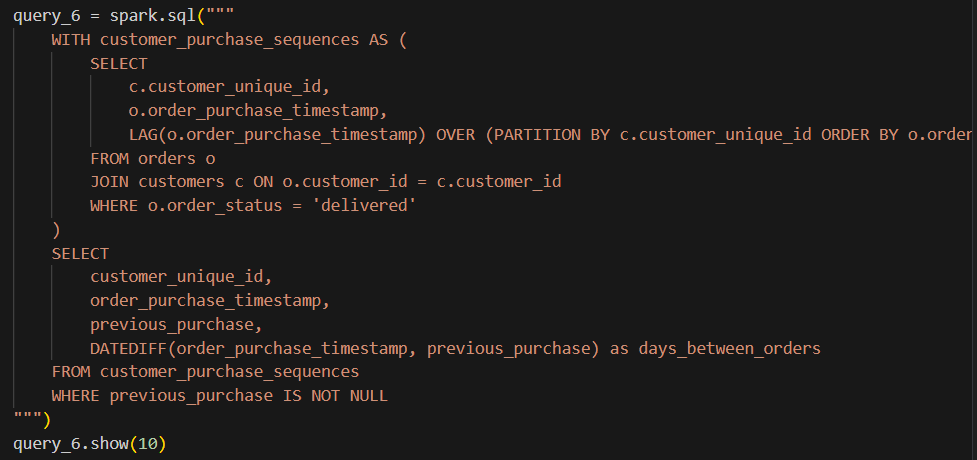 query_6 = spark.sql("""
    WITH customer_purchase_sequences AS (
        SELECT
            c.customer_unique_id,
            o.order_purchase_timestamp,
            LAG(o.order_purchase_timestamp) OVER (PARTITION BY c.customer_unique_id ORDER BY o.order
        FROM orders o
        JOIN customers c ON o.customer_id = c.customer_id
        WHERE o.order_status = 'delivered'
    )
    SELECT
        customer_unique_id,
        order_purchase_timestamp,
        previous_purchase,
        DATEDIFF(order_purchase_timestamp, previous_purchase) as days_between_orders
    FROM customer_purchase_sequences
    WHERE previous_purchase IS NOT NULL
""")
query_6.show(10)